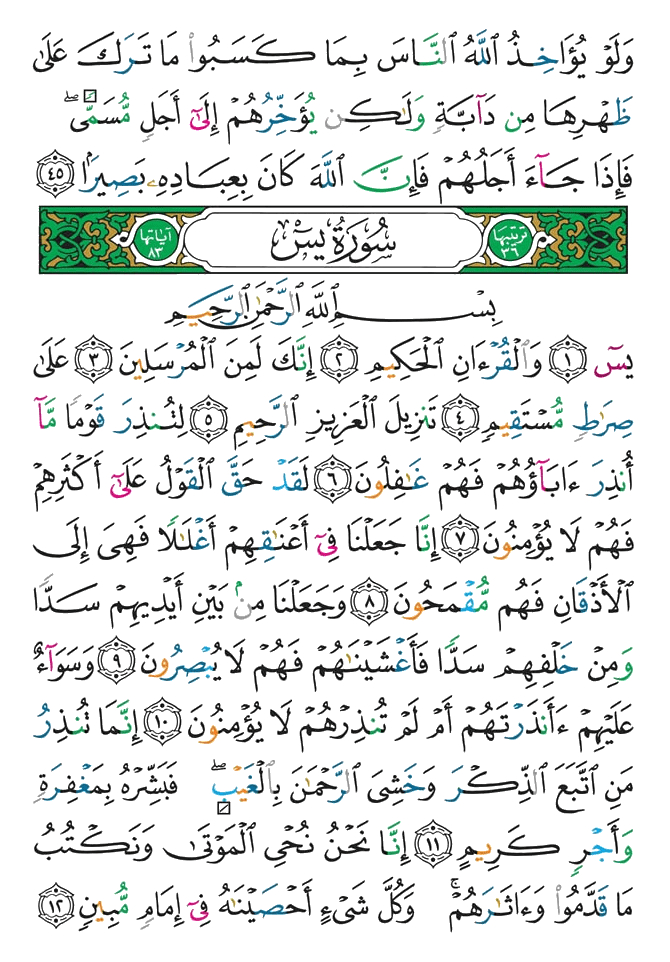 وَلَوْ يُؤَاخِذُ ٱللَّهُ ٱلنَّاسَ بِمَا كَسَبُوا۟ مَا تَرَكَ عَلَىٰ
ظَهْرِهَا مِن دَآبَّةٍ وَلَٰكِن يُؤَخِّرُهُمْ إِلَىٰٓ أَجَلٍ مُّسَمًّى ۖ
فَإِذَا جَآءَ أَجَلُهُمْ فَإِنَّ ٱللَّهَ كَانَ بِعِبَادِهِۦ بَصِيرًۢا ٤٥
ترتيبها ٣٦ سُورَةُ يسٓ آياتها ٨٣
بِسْمِ ٱللَّهِ ٱلرَّحْمَٰنِ ٱلرَّحِيمِ
يسٓ ١ وَٱلْقُرْءَانِ ٱلْحَكِيمِ ٢ إِنَّكَ لَمِنَ ٱلْمُرْسَلِينَ ٣ عَلَىٰ
صِرَٰطٍ مُّسْتَقِيمٍ ٤ تَنزِيلَ ٱلْعَزِيزِ ٱلرَّحِيمِ ٥ لِتُنذِرَ قَوْمًا مَّآ
أُنذِرَ ءَابَآؤُهُمْ فَهُمْ غَٰفِلُونَ ٦ لَقَدْ حَقَّ ٱلْقَوْلُ عَلَىٰٓ أَكْثَرِهِمْ
فَهُمْ لَا يُؤْمِنُونَ ٧ إِنَّا جَعَلْنَا فِىٓ أَعْنَٰقِهِمْ أَغْلَٰلًا فَهِىَ إِلَى
ٱلْأَذْقَانِ فَهُم مُّقْمَحُونَ ٨ وَجَعَلْنَا مِنۢ بَيْنِ أَيْدِيهِمْ سَدًّا
وَمِنْ خَلْفِهِمْ سَدًّا فَأَغْشَيْنَٰهُمْ فَهُمْ لَا يُبْصِرُونَ ٩ وَسَوَآءٌ
عَلَيْهِمْ ءَأَنذَرْتَهُمْ أَمْ لَمْ تُنذِرْهُمْ لَا يُؤْمِنُونَ ١٠ إِنَّمَا تُنذِرُ
مَنِ ٱتَّبَعَ ٱلذِّكْرَ وَخَشِىَ ٱلرَّحْمَٰنَ بِٱلْغَيْبِ ۖ فَبَشِّرْهُ بِمَغْفِرَةٍ
وَأَجْرٍ كَرِيمٍ ١١ إِنَّا نَحْنُ نُحْىِ ٱلْمَوْتَىٰ وَنَكْتُبُ
مَا قَدَّمُوا۟ وَءَاثَٰرَهُمْ ۚ وَكُلَّ شَىْءٍ أَحْصَيْنَٰهُ فِىٓ إِمَامٍ مُّبِينٍ ١٢